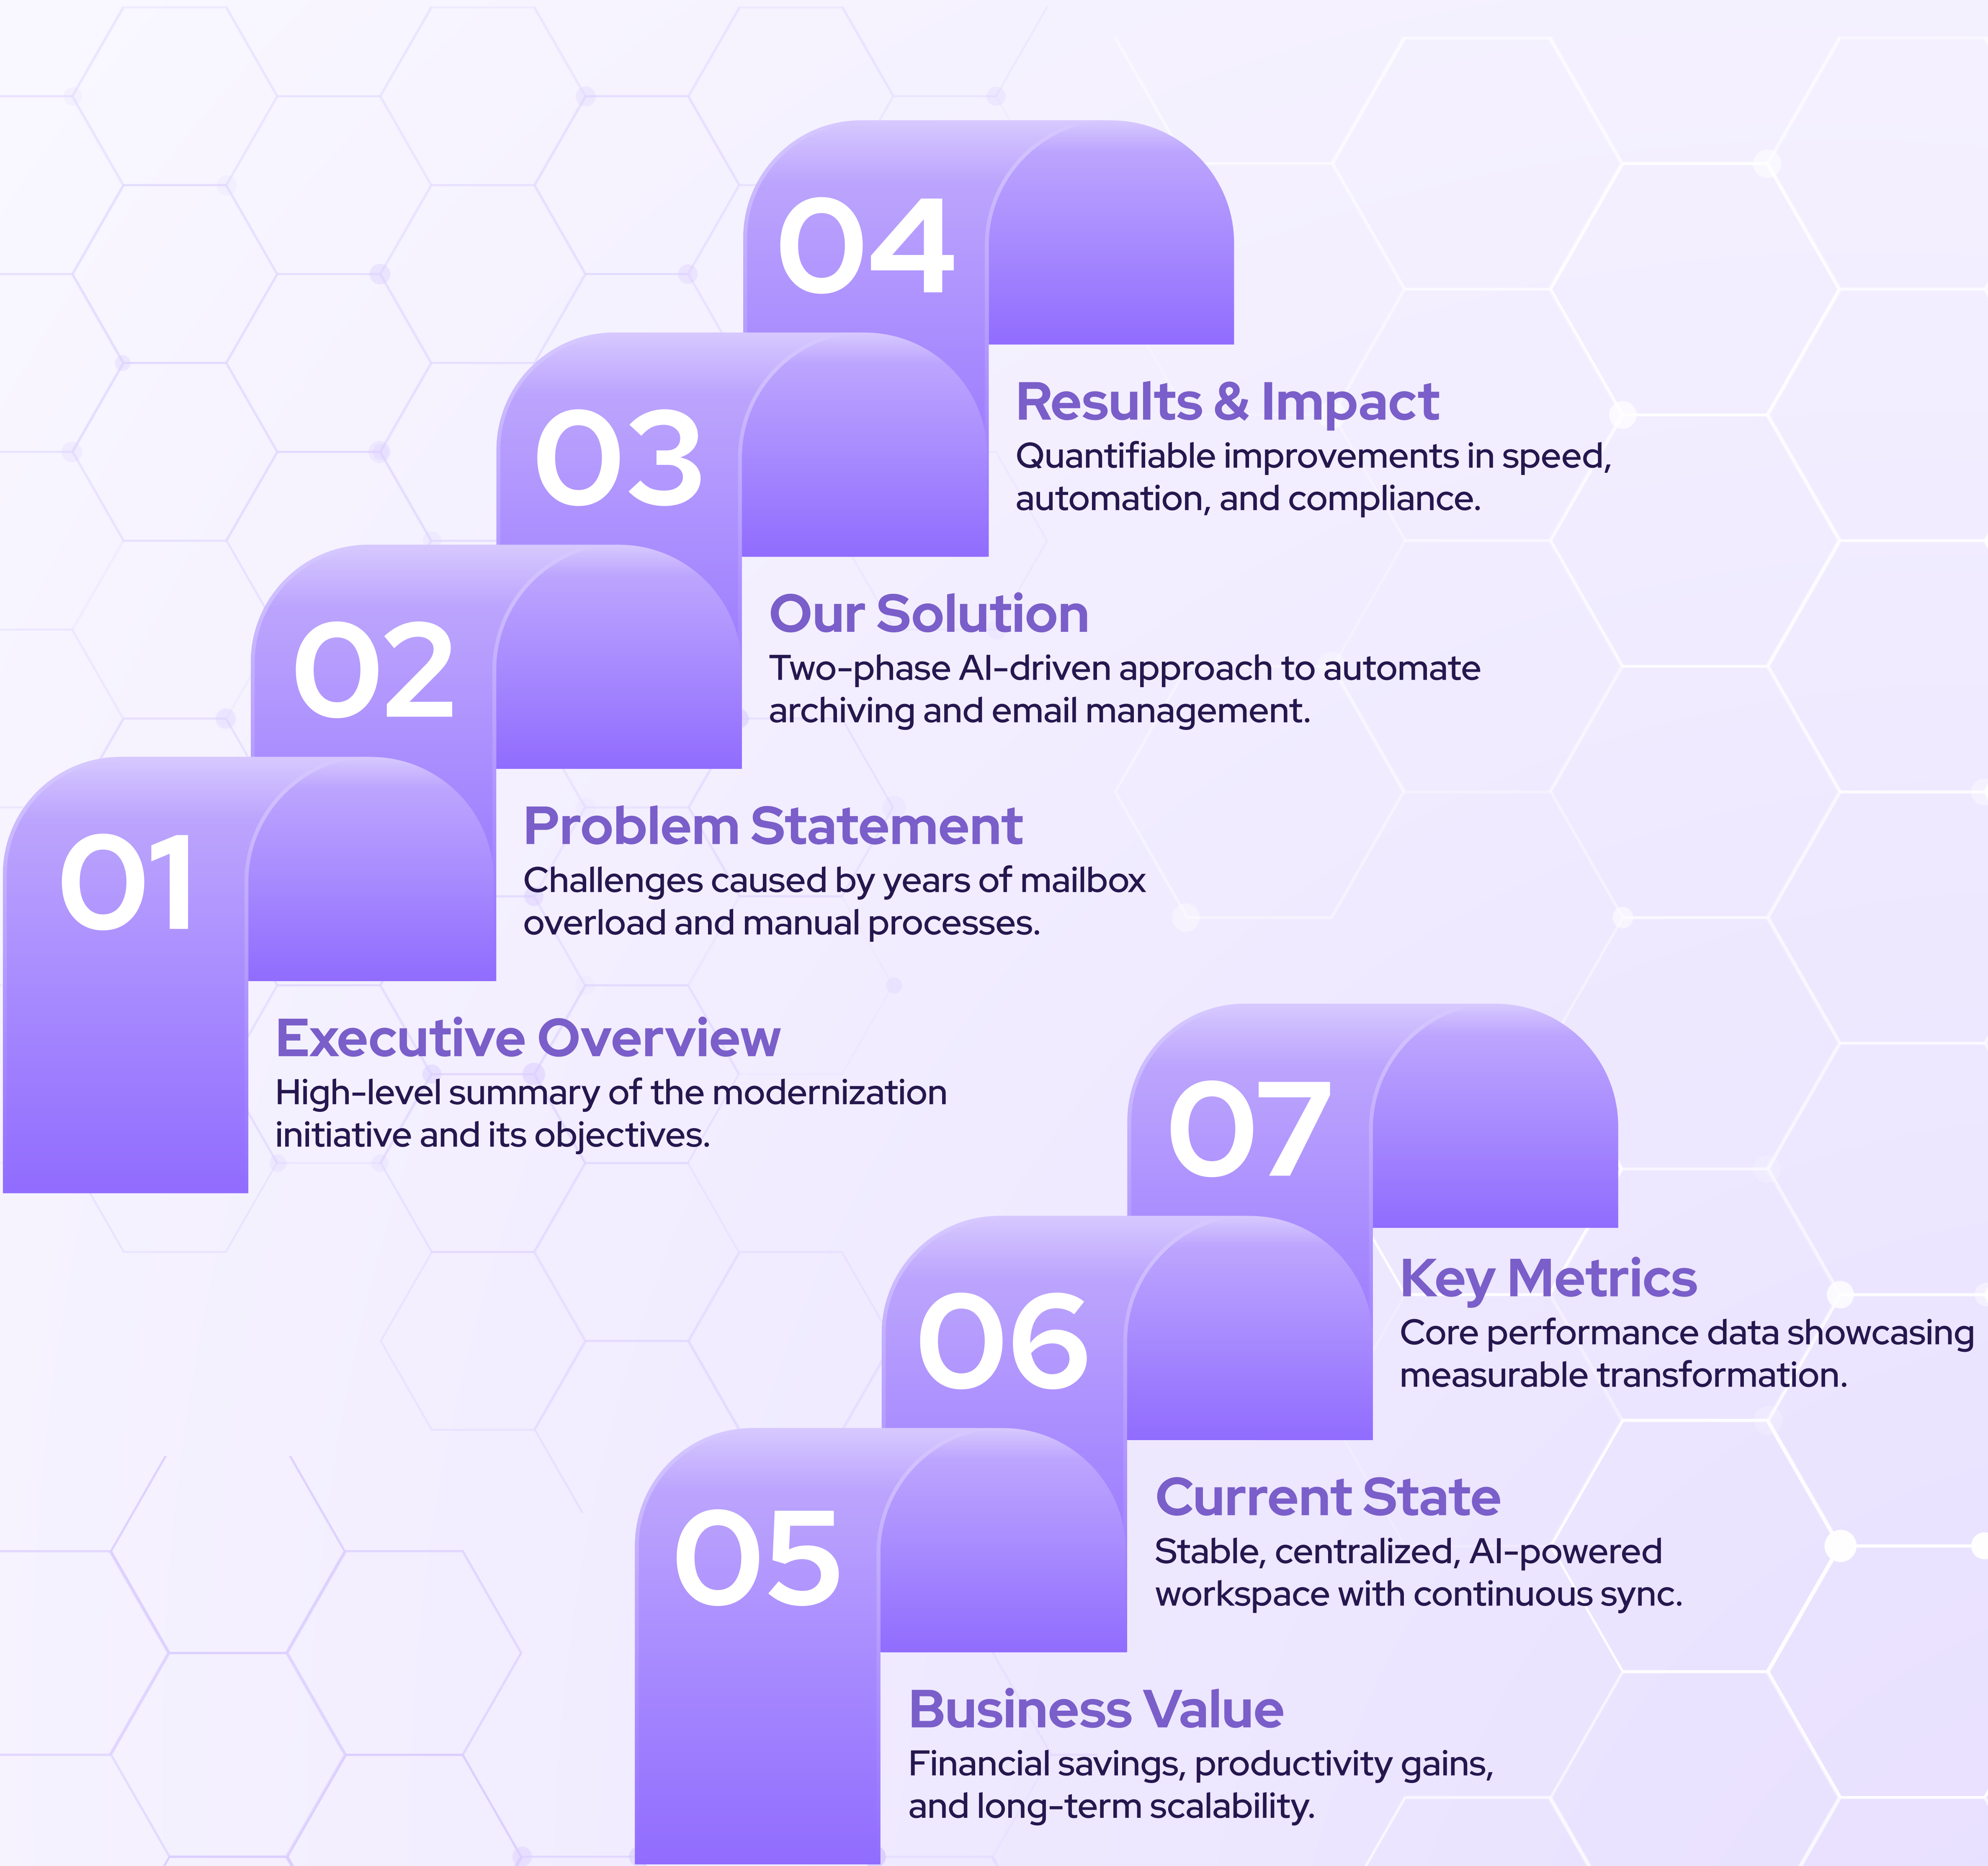 01
Executive Overview
High-level summary of the modernization
initiative and its objectives.
02
Problem Statement
Challenges caused by years of mailbox
overload and manual processes.
03
Our Solution
Two-phase AI-driven approach to automate
archiving and email management.
04
Results & Impact
Quantifiable improvements in speed,
automation, and compliance.
05
Business Value
Financial savings, productivity gains,
and long-term scalability.
06
Current State
Stable, centralized, AI-powered
workspace with continuous sync.
07
Key Metrics
Core performance data showcasing
measurable transformation.